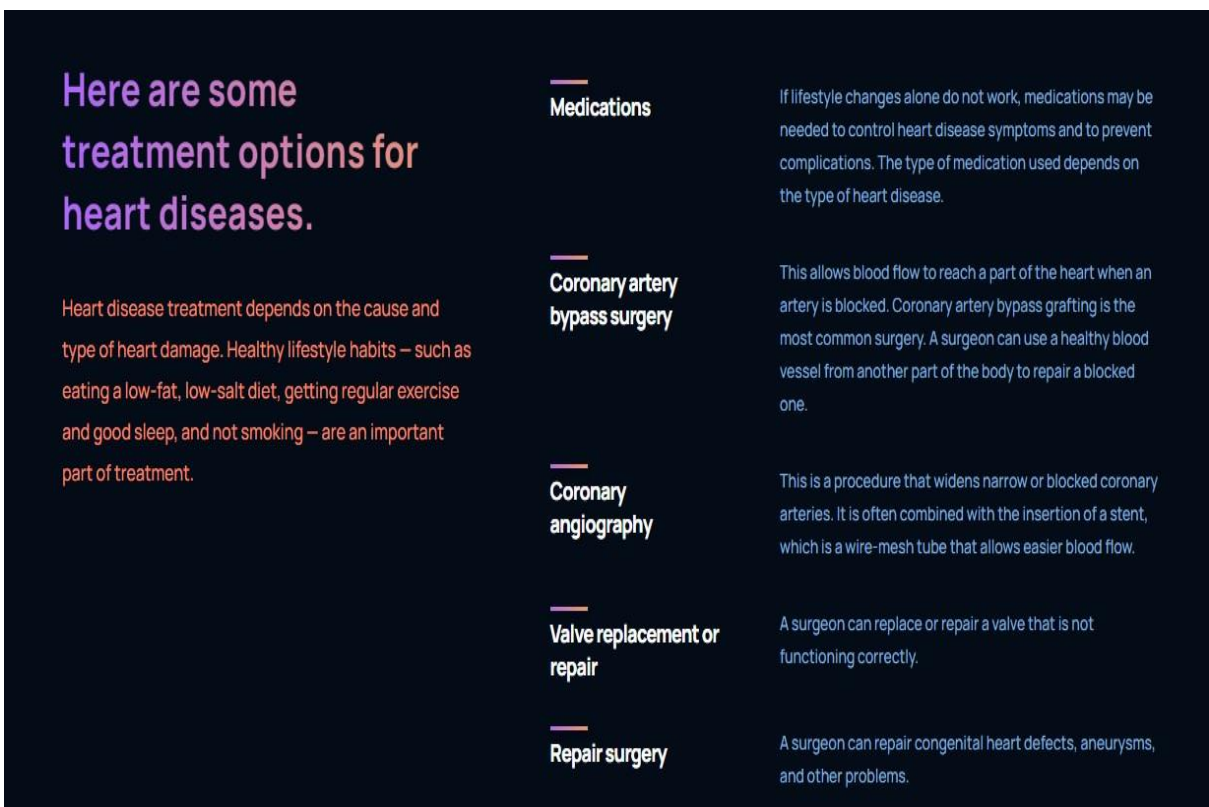 Here are some
treatment options for
heart diseases.
Heart disease treatment depends on the cause and
type of heart damage. Healthy lifestyle habits – such as
eating a low-fat, low-salt diet, getting regular exercise
and good sleep, and not smoking – are an important
part of treatment.
Medications
If lifestyle changes alone do not work, medications may be
needed to control heart disease symptoms and to prevent
complications. The type of medication used depends on
the type of heart disease.
Coronary artery
bypass surgery
This allows blood flow to reach a part of the heart when an
artery is blocked. Coronary artery bypass grafting is the
most common surgery. A surgeon can use a healthy blood
vessel from another part of the body to repair a blocked
one.
Coronary
angiography
This is a procedure that widens narrow or blocked coronary
arteries. It is often combined with the insertion of a stent,
which is a wire-mesh tube that allows easier blood flow.
Valve replacement or
repair
A surgeon can replace or repair a valve that is not
functioning correctly.
Repair surgery
A surgeon can repair congenital heart defects, aneurysms,
and other problems.